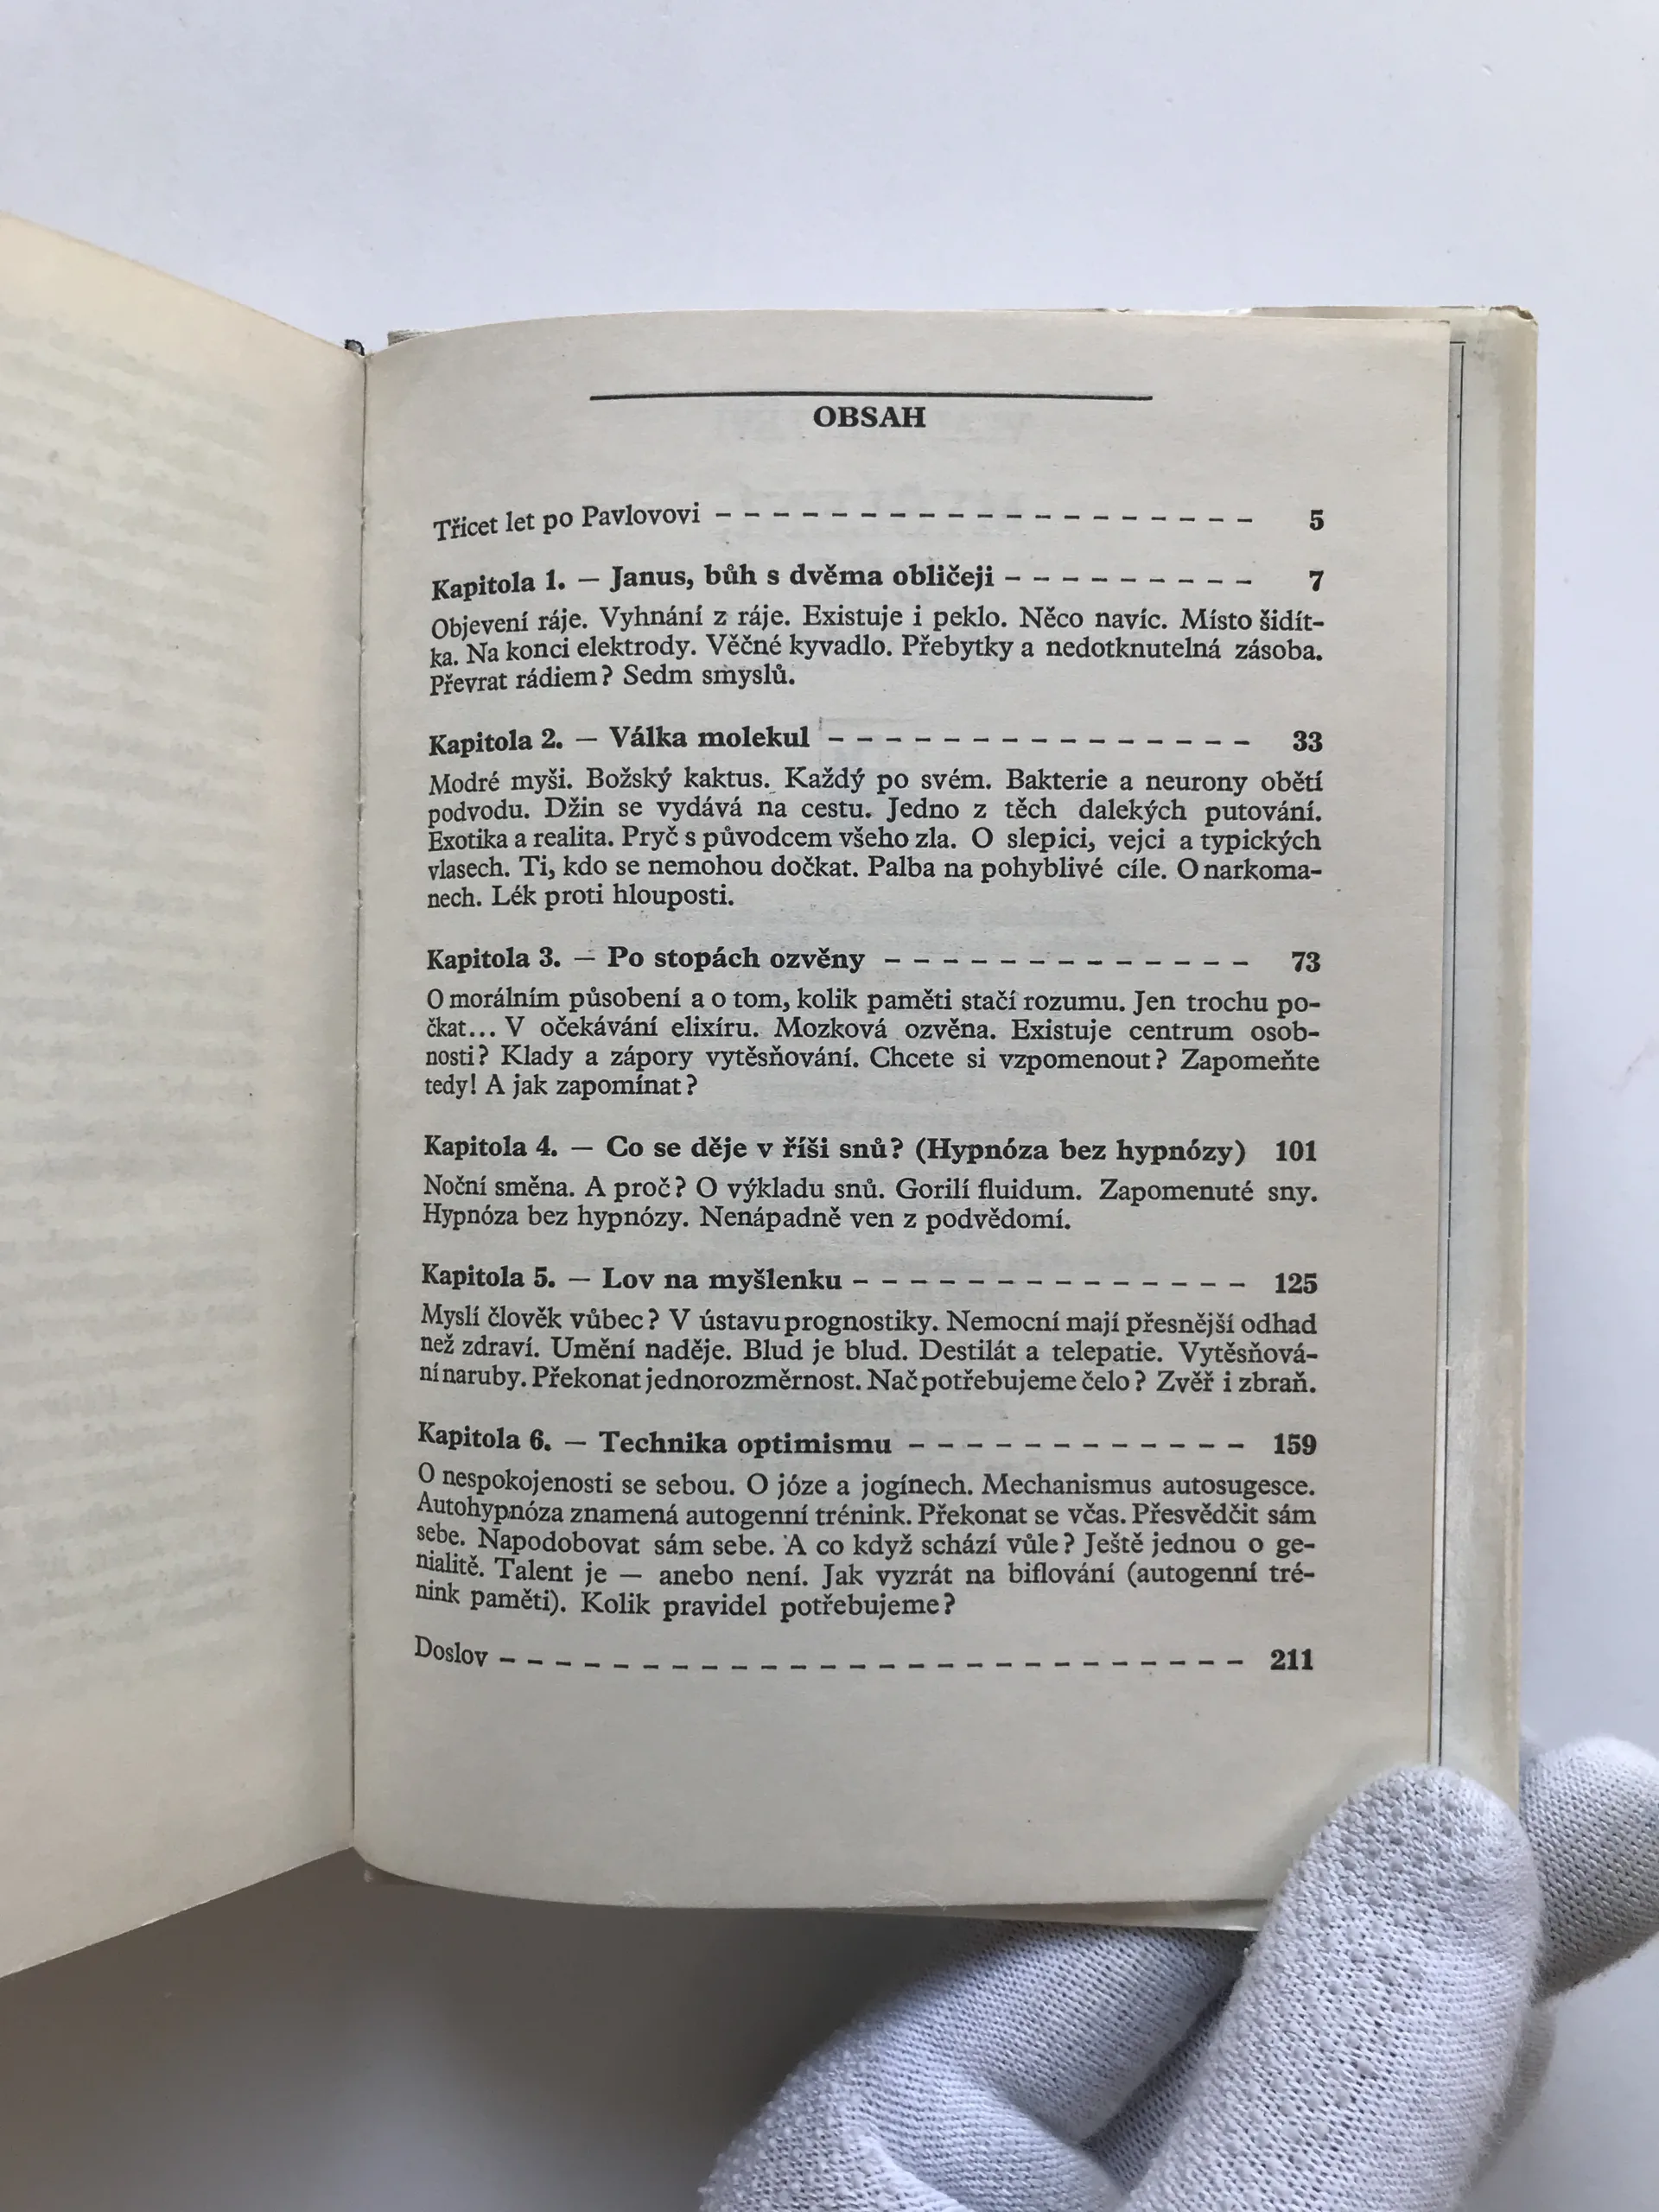 OBSAH
Třicet let po Pavlovovi – – – – – – – – – – – – – – – – – – – 5
Kapitola 1. — Janus, bůh s dvěma obličeji – – – – – – – – – 7
Objevení ráje. Vyhnání z ráje. Existuje i peklo. Něco navíc. Místo šidít-
ka. Na konci elektrody. Věčné kyvadlo. Přebytky a nedotknutelná zásoba.
Převrat rádiem? Sedm smyslů.
Kapitola 2. — Válka molekul – – – – – – – – – – – – – – – 33
Modré myši. Božský kaktus. Každý po svém. Bakterie a neurony obětí
podvodu. Džin se vydává na cestu. Jedno z těch dalekých putování.
Exotika a realita. Pryč s původcem všeho zla. O slepici, vejci a typických
vlasech. Ti, kdo se nemohou dočkat. Palba na pohyblivé cíle. O narkoma-
nech. Lék proti hlouposti.
Kapitola 3. — Po stopách ozvěny – – – – – – – – – – – – – 73
O morálním působení a o tom, kolik paměti stačí rozumu. Jen trochu po-
čkat... V očekávání elixíru. Mozková ozvěna. Existuje centrum osob-
nosti? Klady a zápory vytěsňování. Chcete si vzpomenout? Zapomeňte
tedy! A jak zapomínat?
Kapitola 4. — Co se děje v říši snů? (Hypnóza bez hypnózy) 101
Noční směna. A proč? O výkladu snů. Gorilí fluidum. Zapomenuté sny.
Hypnóza bez hypnózy. Nenápadně ven z podvědomí.
Kapitola 5. — Lov na myšlenku – – – – – – – – – – – – – – 125
Myslí člověk vůbec? V ústavu prognostiky. Nemocní mají přesnější odhad
než zdraví. Umění naděje. Blud je blud. Destilát a telepatie. Vytěsňová-
ní naruby. Překonat jednorozměrnost. Nač potřebujeme čelo? Zvěř i zbraň.
Kapitola 6. — Technika optimismu – – – – – – – – – – – – 159
O nespokojenosti se sebou. O józe a jogínech. Mechanismus autosugesce.
Autohypnóza znamená autogenní trénink. Překonat se včas. Přesvědčit sám
sebe. Napodobovat sám sebe. A co když schází vůle? Ještě jednou o ge-
nialitě. Talent je — anebo není. Jak vyzrát na biflování (autogenní tré-
nink paměti). Kolik pravidel potřebujeme?
Doslov – – – – – – – – – – – – – – – – – – – – – – – – – – 211